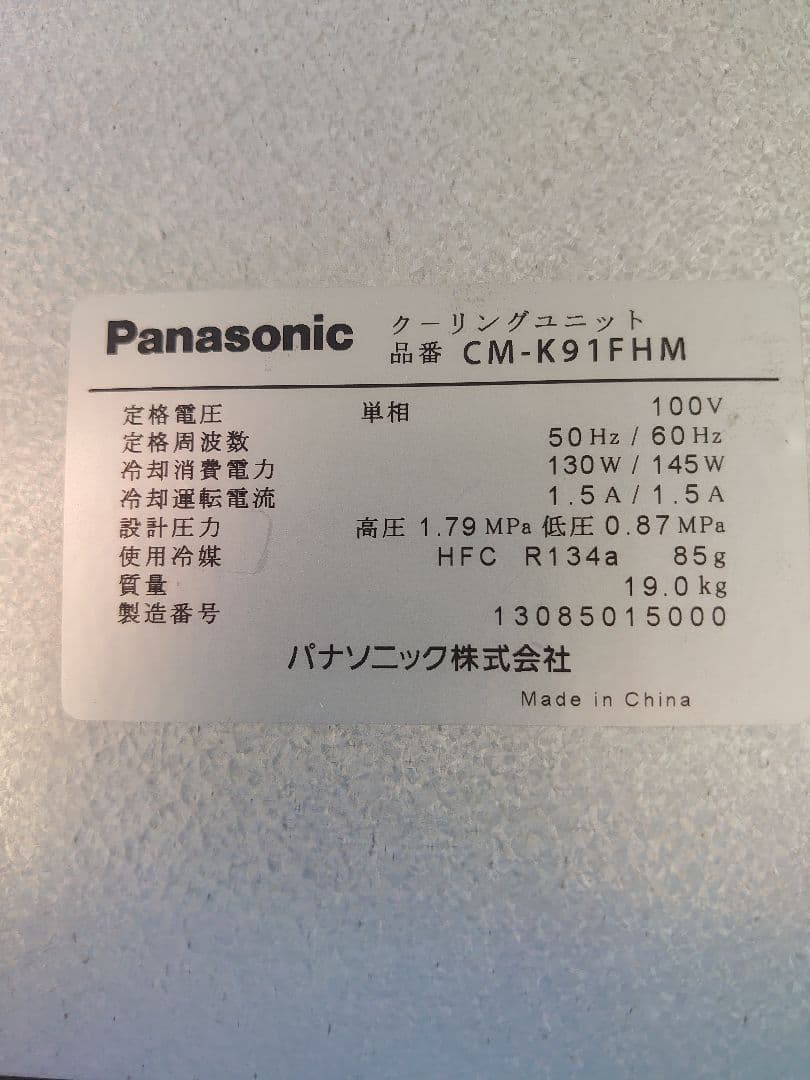 Panasonic クーリングユニット
品番 CM-K91FHM
定格電圧 単相 100V
定格周波数 50Hz / 60Hz
冷却消費電力 130W / 145W
冷却運転電流 1.5A / 1.5A
設計圧力 高圧 1.79 MPa 低圧 0.87 MPa
使用冷媒 HFC R134a 85g
質量 19.0kg
製造番号 13085015000
パナソニック株式会社
Made in China